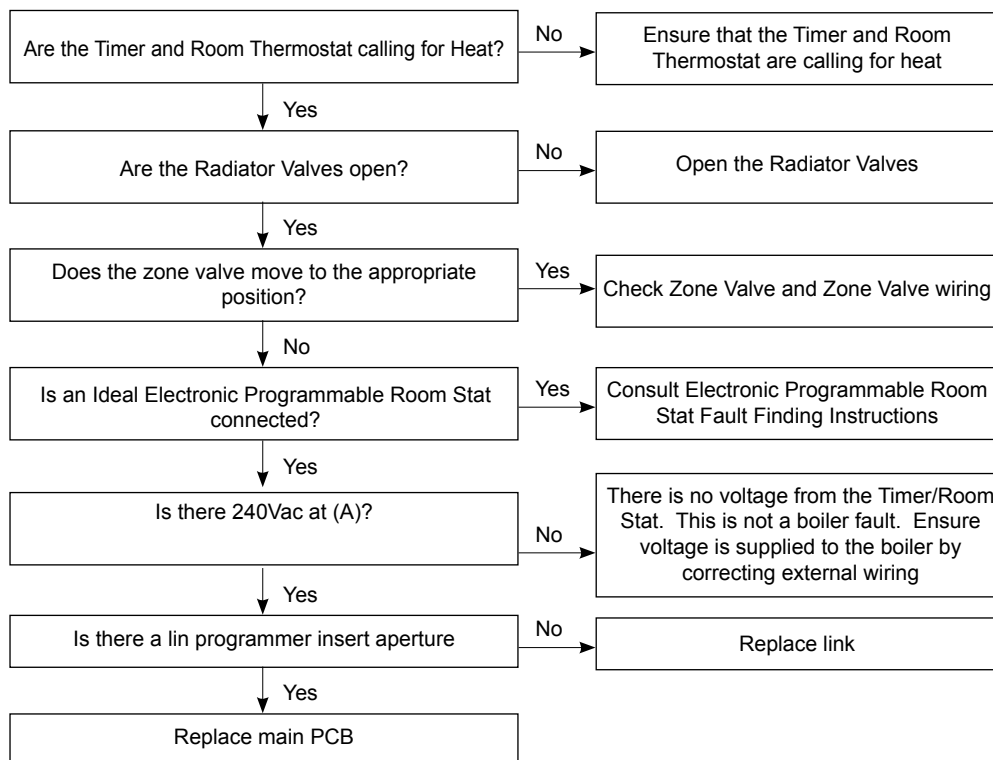 Are the Timer and Room Thermostat calling for Heat?
No
Ensure that the Timer and Room
Thermostat are calling for heat
Yes
Are the Radiator Valves open?
No
Open the Radiator Valves
Yes
Does the zone valve move to the appropriate
position?
Yes
Check Zone Valve and Zone Valve wiring
No
Is an Ideal Electronic Programmable Room Stat
connected?
Yes
Consult Electronic Programmable Room
Stat Fault Finding Instructions
Yes
Is there 240Vac at (A)?
No
There is no voltage from the Timer/Room
Stat. This is not a boiler fault. Ensure
voltage is supplied to the boiler by
correcting external wiring
Yes
Is there a lin programmer insert aperture
No
Replace link
Yes
Replace main PCB